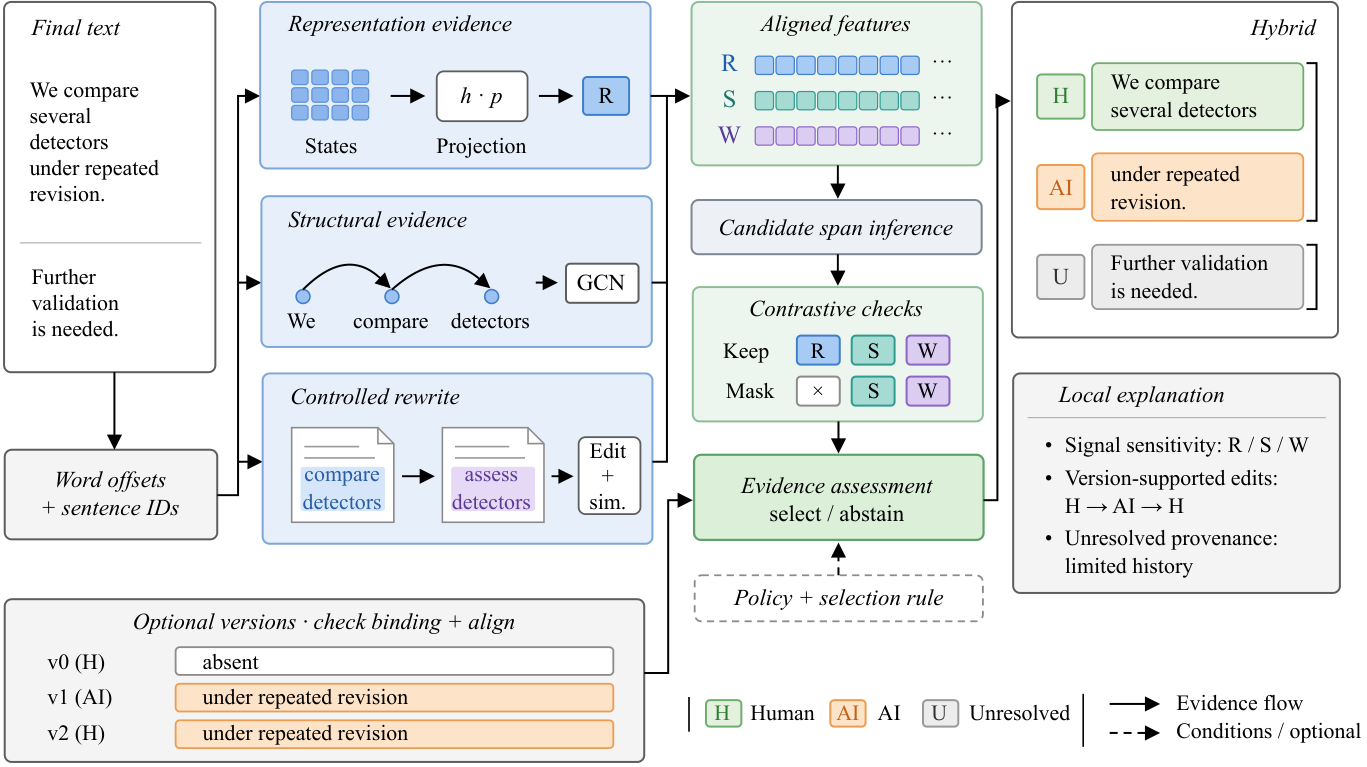 Final text
We compare
several
detectors
under repeated
revision.
Further
validation
is needed.
Word offsets
+ sentence IDs
Representation evidence
h · p
R
States
Projection
Structural evidence
GCN
We
compare
detectors
Controlled rewrite
compare
detectors
assess
detectors
Edit
+
sim.
Optional versions · check binding + align
v0 (H)
absent
v1 (AI)
under repeated revision
v2 (H)
under repeated revision
Aligned features
R ...
S ...
W ...
Candidate span inference
Contrastive checks
Keep R S W
Mask × S W
Evidence assessment
select / abstain
Policy + selection rule
Hybrid
H
We compare
several detectors
AI
under repeated
revision.
U
Further validation
is needed.
Local explanation
• Signal sensitivity: R / S / W
• Version-supported edits:
H → AI → H
• Unresolved provenance:
limited history
H Human AI AI U Unresolved
Evidence flow
Conditions / optional